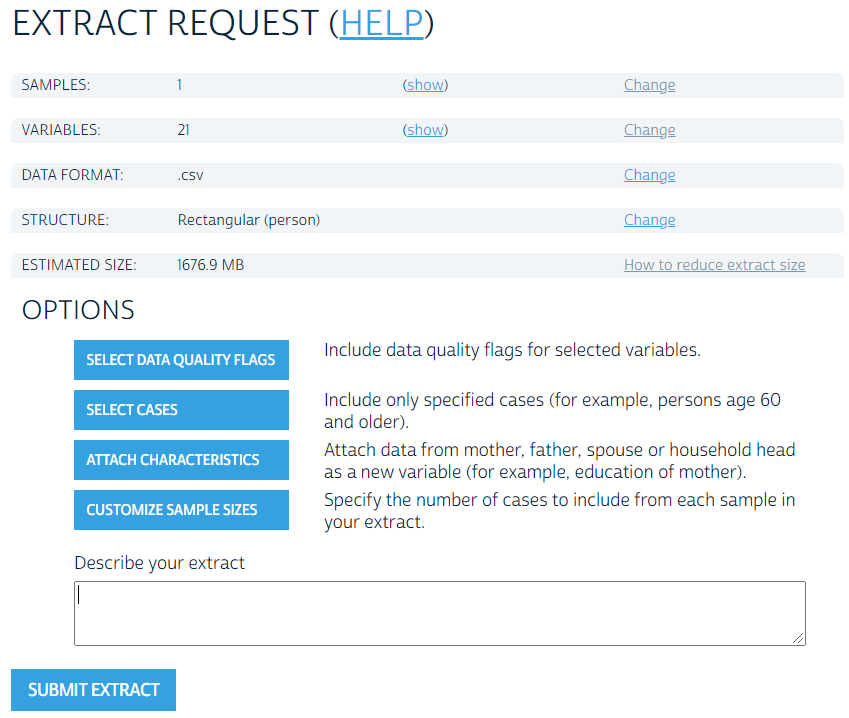 EXTRACT REQUEST (HELP)
SAMPLES: 1 (show) Change
VARIABLES: 21 (show) Change
DATA FORMAT: .csv Change
STRUCTURE: Rectangular (person) Change
ESTIMATED SIZE: 1676.9 MB How to reduce extract size
OPTIONS
SELECT DATA QUALITY FLAGS Include data quality flags for selected variables.
SELECT CASES Include only specified cases (for example, persons age 60
and older).
ATTACH CHARACTERISTICS Attach data from mother, father, spouse or household head
as a new variable (for example, education of mother).
CUSTOMIZE SAMPLE SIZES Specify the number of cases to include from each sample in
your extract.
Describe your extract
SUBMIT EXTRACT